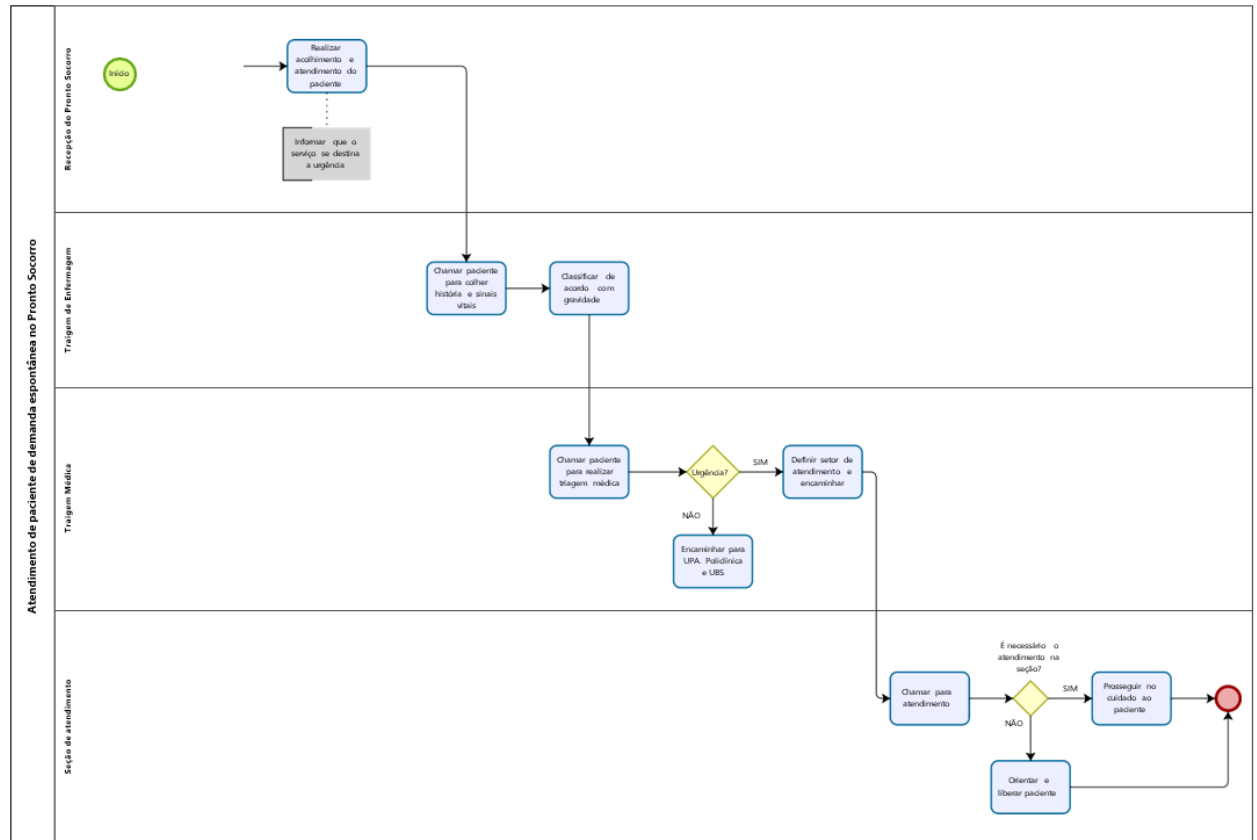 Atendimento de paciente de demanda espontânea no Pronto Socorro
Recepção do Pronto Socorro
Início
Realizar
acolhimento e
atendimento do
paciente
Informar que o
serviço se destina
a urgência
Traigem de Enfermagem
Chamar paciente
para colher
história e sinais
vitais
Classificar de
acordo com
gravidade
Traigem Médica
Chamar paciente
para realizar
triagem médica
Urgência?
SIM
NÃO
Definir setor de
atendimento e
encaminhar
Encaminhar para
UPA. Policlínica
e UBS
Seção de atendimento
Chamar para
atendimento
É necessário o
atendimento na
seção?
SIM
NÃO
Prosseguir no
cuidado ao
paciente
Orientar e
liberar paciente